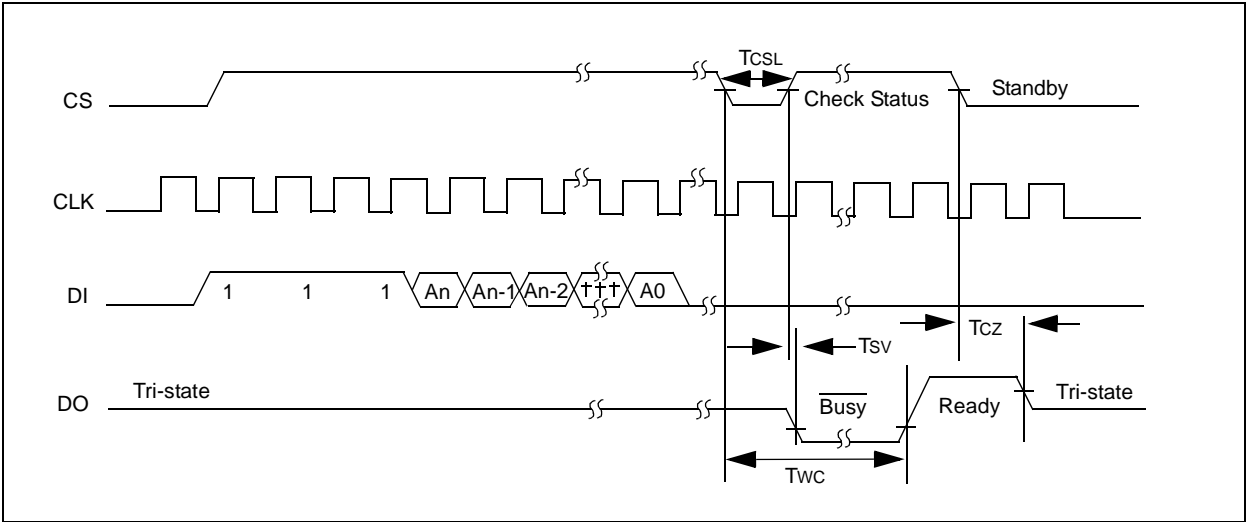 TCSL
CS
Check Status
Standby
CLK
DI
1 1 1 An An-1 An-2 ††† A0
TCZ
TSV
DO
Tri-state
Busy
Ready
Tri-state
TWC